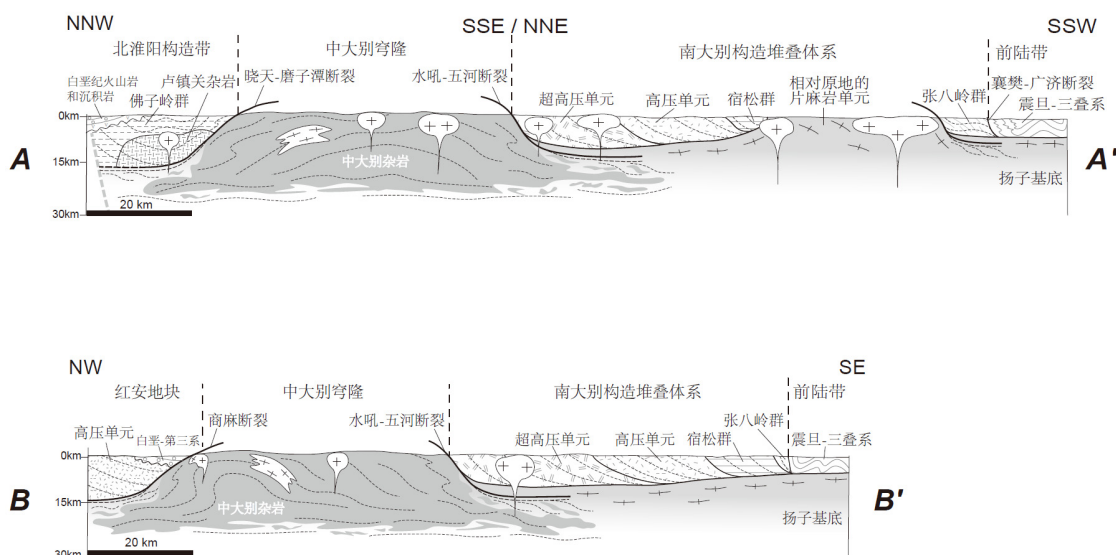 NNW
SSE / NNE
SSW
北淮阳构造带
中大别穹隆
南大别构造堆叠体系
前陆带
白垩纪火山岩
和沉积岩
佛子岭群
卢镇关杂岩
晓天-磨子潭断裂
水吼-五河断裂
超高压单元
高压单元
宿松群
相对原地的
片麻岩单元
张八岭群
襄樊-广济断裂
震旦-三叠系
0km
15km
30km
A
A'
中大别杂岩
扬子基底
20 km
NW
SE
红安地块
中大别穹隆
南大别构造堆叠体系
前陆带
高压单元
白垩-第三系
商麻断裂
水吼-五河断裂
超高压单元
高压单元
宿松群
张八岭群
震旦-三叠系
0km
15km
30km
B
B'
中大别杂岩
扬子基底
20 km